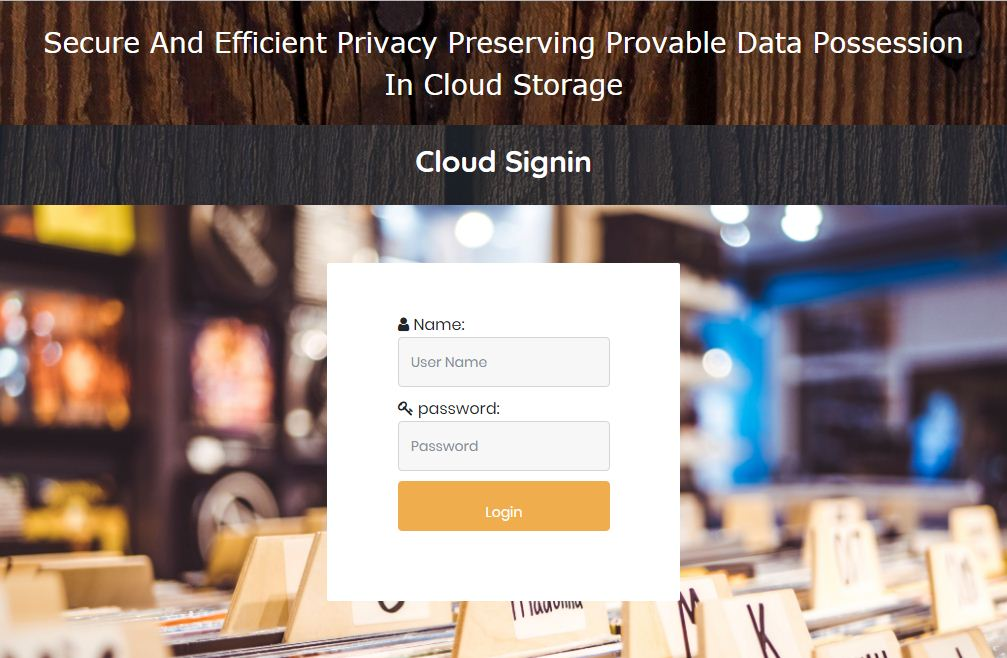 Secure And Efficient Privacy Preserving Provable Data Possession
In Cloud Storage
Cloud Signin
Name:
User Name
password:
Password
Login
Madonna
M
K